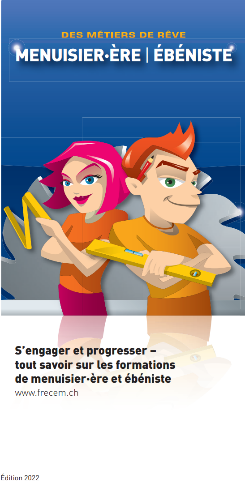 DES MÉTIERS DE RÊVE
MENUISIER·ÈRE | ÉBÉNISTE
S'engager et progresser –
tout savoir sur les formations
de menuisier·ère et ébéniste
www.frecem.ch
Édition 2022